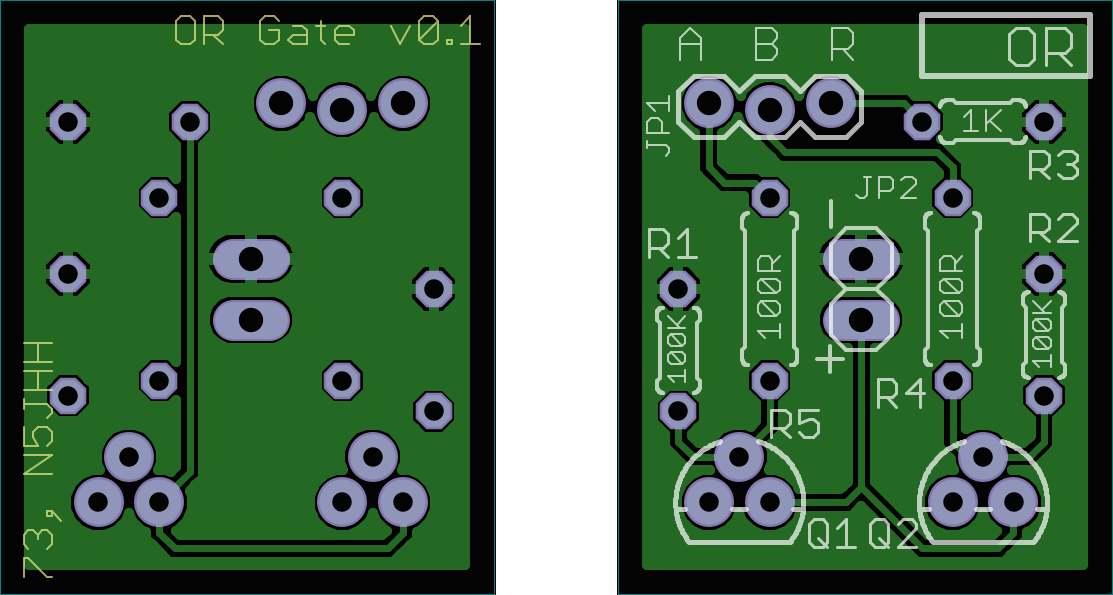 OR Gate v0.1
73, N5JHH
A B R
OR
JP1
1K
R3
JP2
R1
R2
100R
100R
100K
100K
R4
R5
Q1
Q2